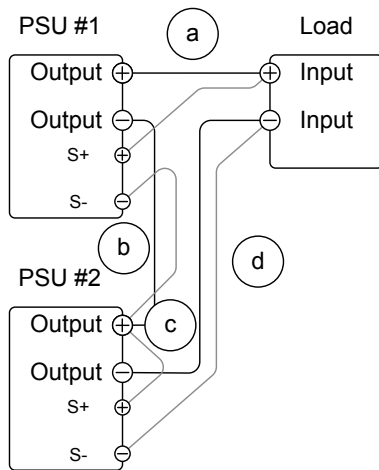 PSU #1
a
Load
Output
Input
Output
Input
S+
S-
b
d
PSU #2
Output
c
Output
S+
S-